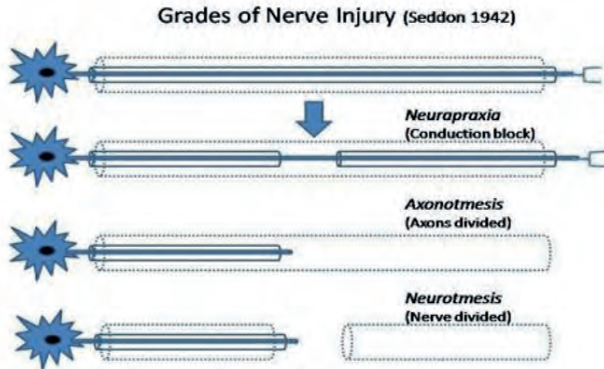 Grades of Nerve Injury (Seddon 1942)
Neurapraxia
(Conduction block)
Axonotmesis
(Axons divided)
Neurotmesis
(Nerve divided)